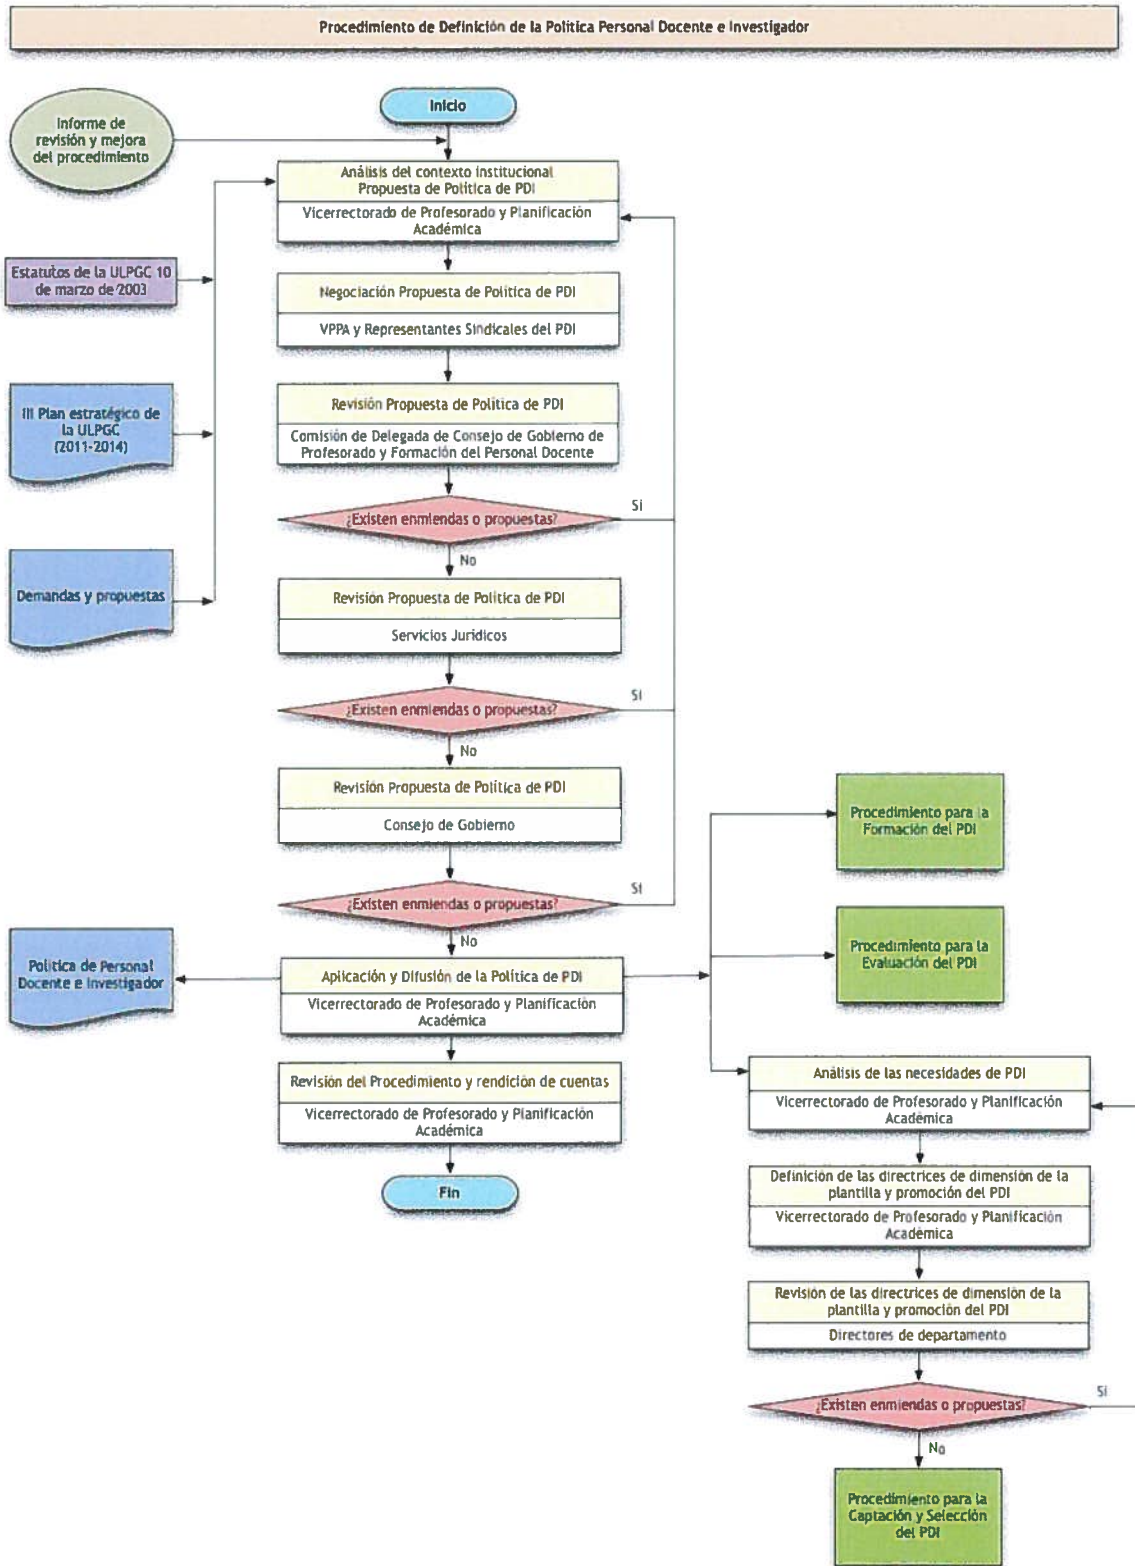 Procedimiento de Definición de la Política Personal Docente e Investigador
Inicio
Informe de
revisión y mejora
del procedimiento
Análisis del contexto institucional
Propuesta de Política de PDI
Vicerrectorado de Profesorado y Planificación
Académica
Estatutos de la ULPGC 10
de marzo de 2003
Negociación Propuesta de Política de PDI
VPPA y Representantes Sindicales del PDI
III Plan estratégico de
la ULPGC
(2011-2014)
Revisión Propuesta de Política de PDI
Comisión de Delegada de Consejo de Gobierno de
Profesorado y Formación del Personal Docente
¿Existen enmiendas o propuestas?
Si
No
Demandas y propuestas
Revisión Propuesta de Política de PDI
Servicios Jurídicos
¿Existen enmiendas o propuestas?
Si
No
Revisión Propuesta de Política de PDI
Consejo de Gobierno
¿Existen enmiendas o propuestas?
Si
No
Procedimiento para la
Formación del PDI
Procedimiento para la
Evaluación del PDI
Política de Personal
Docente e Investigador
Aplicación y Difusión de la Política de PDI
Vicerrectorado de Profesorado y Planificación
Académica
Revisión del Procedimiento y rendición de cuentas
Vicerrectorado de Profesorado y Planificación
Académica
Fin
Análisis de las necesidades de PDI
Vicerrectorado de Profesorado y Planificación
Académica
Definición de las directrices de dimensión de la
plantilla y promoción del PDI
Vicerrectorado de Profesorado y Planificación
Académica
Revisión de las directrices de dimensión de la
plantilla y promoción del PDI
Directores de departamento
¿Existen enmiendas o propuestas?
Si
No
Procedimiento para la
Captación y Selección
del PDI